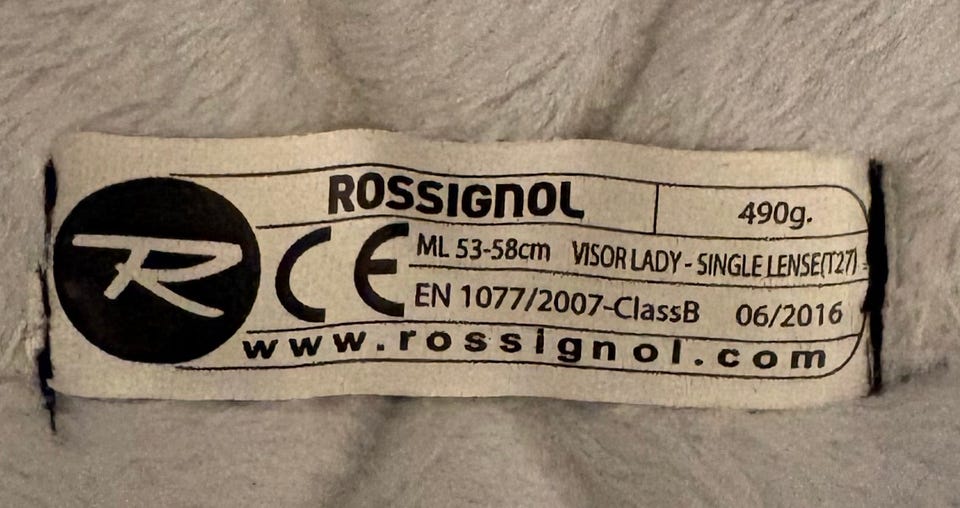 ROSSIGNOL 490g.
R CE ML 53-58cm VISOR LADY - SINGLE LENSE(T27)
EN 1077/2007-ClassB 06/2016
www.rossignol.com